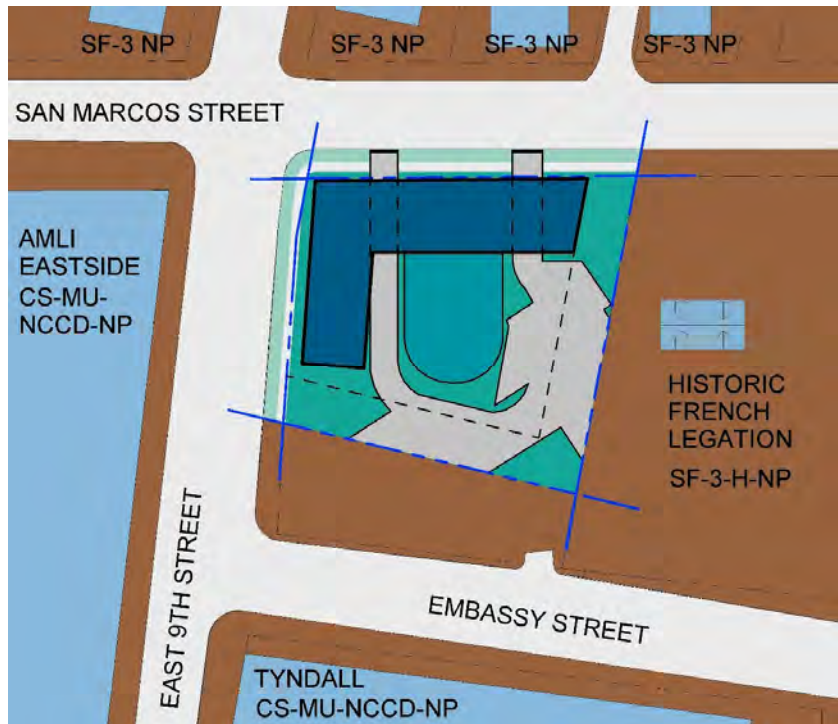 SF-3 NP
SF-3 NP
SF-3 NP
SF-3 NP
SAN MARCOS STREET
AMLI
EASTSIDE
CS-MU-
NCCD-NP
HISTORIC
FRENCH
LEGATION
SF-3-H-NP
EAST 9TH STREET
EMBASSY STREET
TYNDALL
CS-MU-NCCD-NP